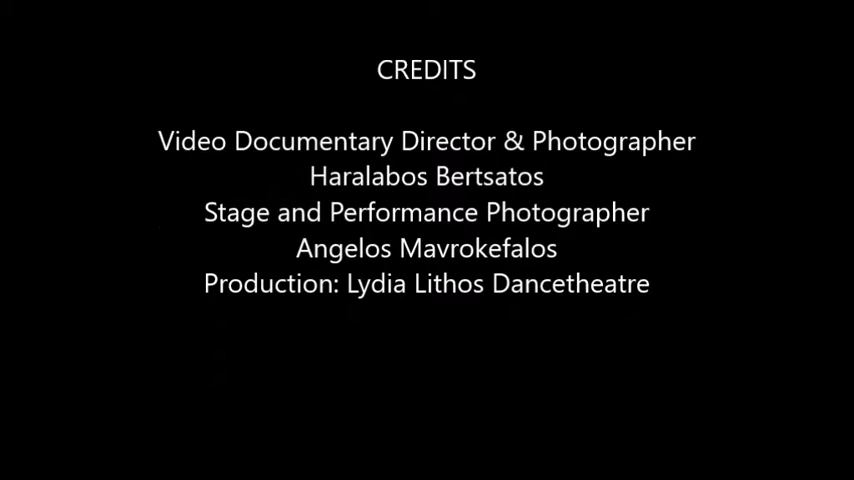 CREDITS
Video Documentary Director & Photographer
Haralabos Bertsatos
Stage and Performance Photographer
Angelos Mavrokefalos
Production: Lydia Lithos Dancetheatre